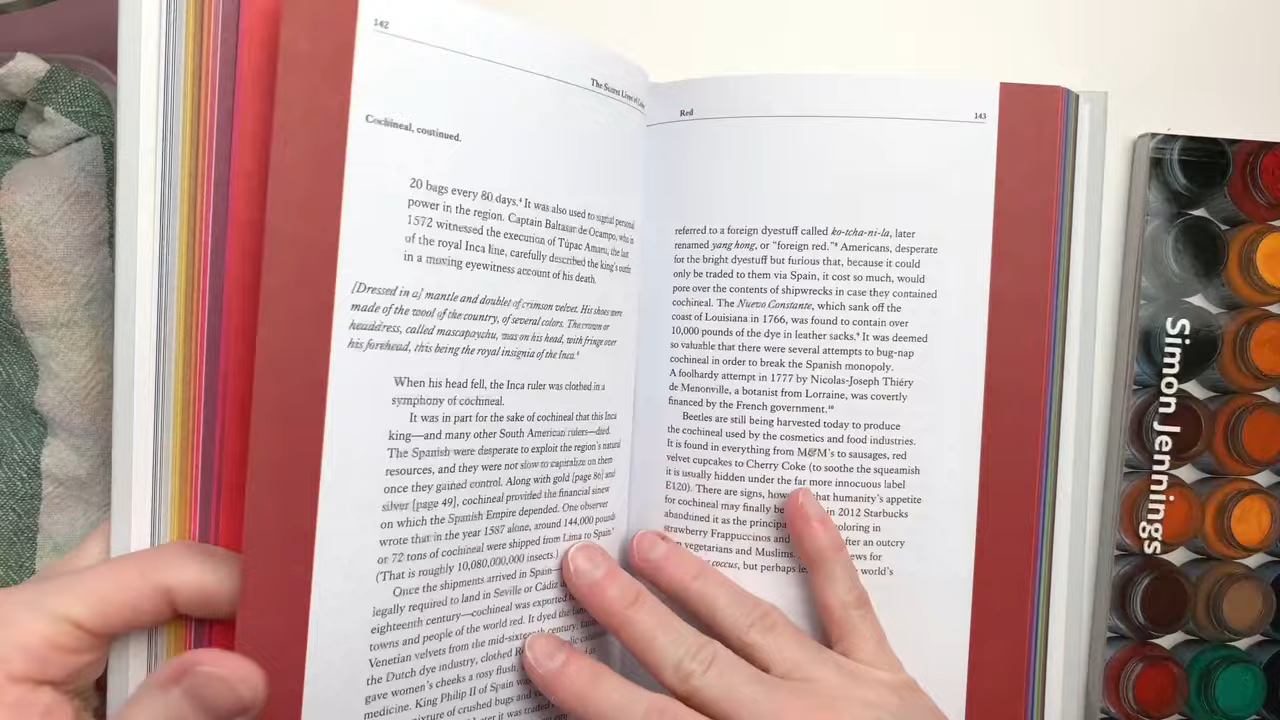 142
The Secret Lives of
Cochineal, continued.
20 bags every 80 days.⁴ It was also used to signal personal
power in the region. Captain Baltasar de Ocampo, who in
1572 witnessed the execution of Túpac Amaru, the last
of the royal Inca line, carefully described the king's outfit
in a moving eyewitness account of his death.
[Dressed in a] mantle and doublet of crimson velvet. His shoes were
made of the wool of the country, of several colors. The crown or
headdress, called mascapaychu, was on his head, with fringe over
his forehead, this being the royal insignia of the Inca.⁵
When his head fell, the Inca ruler was clothed in a
symphony of cochineal.
It was in part for the sake of cochineal that this Inca
king—and many other South American rulers—died.
The Spanish were desperate to exploit the region's natural
resources, and they were not slow to capitalize on them
once they gained control. Along with gold [page 86] and
silver [page 49], cochineal provided the financial sinew
on which the Spanish Empire depended. One observer
wrote that in the year 1587 alone, around 144,000 pounds
or 72 tons of cochineal were shipped from Lima to Spain.
(That is roughly 10,080,000,000 insects.)
Once the shipments arrived in Spain—
legally required to land in Seville or Cádiz
eighteenth century—cochineal was exported
towns and people of the world red. It dyed the
Venetian velvets from the mid-sixteenth century,
the Dutch dye industry, clothed
gave women's cheeks a rosy flush,
medicine. King Philip II of Spain
mixture of crushed bugs and
later it was
Red
143
referred to a foreign dyestuff called ko-tcha-ni-la, later
renamed yang hong, or “foreign red.”⁸ Americans, desperate
for the bright dyestuff but furious that, because it could
only be traded to them via Spain, it cost so much, would
pore over the contents of shipwrecks in case they contained
cochineal. The Nuevo Constante, which sank off the
coast of Louisiana in 1766, was found to contain over
10,000 pounds of the dye in leather sacks.⁹ It was deemed
so valuable that there were several attempts to bug-nap
cochineal in order to break the Spanish monopoly.
A foolhardy attempt in 1777 by Nicolas-Joseph Thiéry
de Menonville, a botanist from Lorraine, was covertly
financed by the French government.¹⁰
Beetles are still being harvested today to produce
the cochineal used by the cosmetics and food industries.
It is found in everything from M&M's to sausages, red
velvet cupcakes to Cherry Coke (to soothe the squeamish
it is usually hidden under the far more innocuous label
E120). There are signs, that humanity's appetite
for cochineal may finally be in 2012 Starbucks
abandoned it as the coloring in
strawberry Frappuccinos and after an outcry
vegetarians and Muslims. for
coccus, but perhaps world's
Simon Jennings